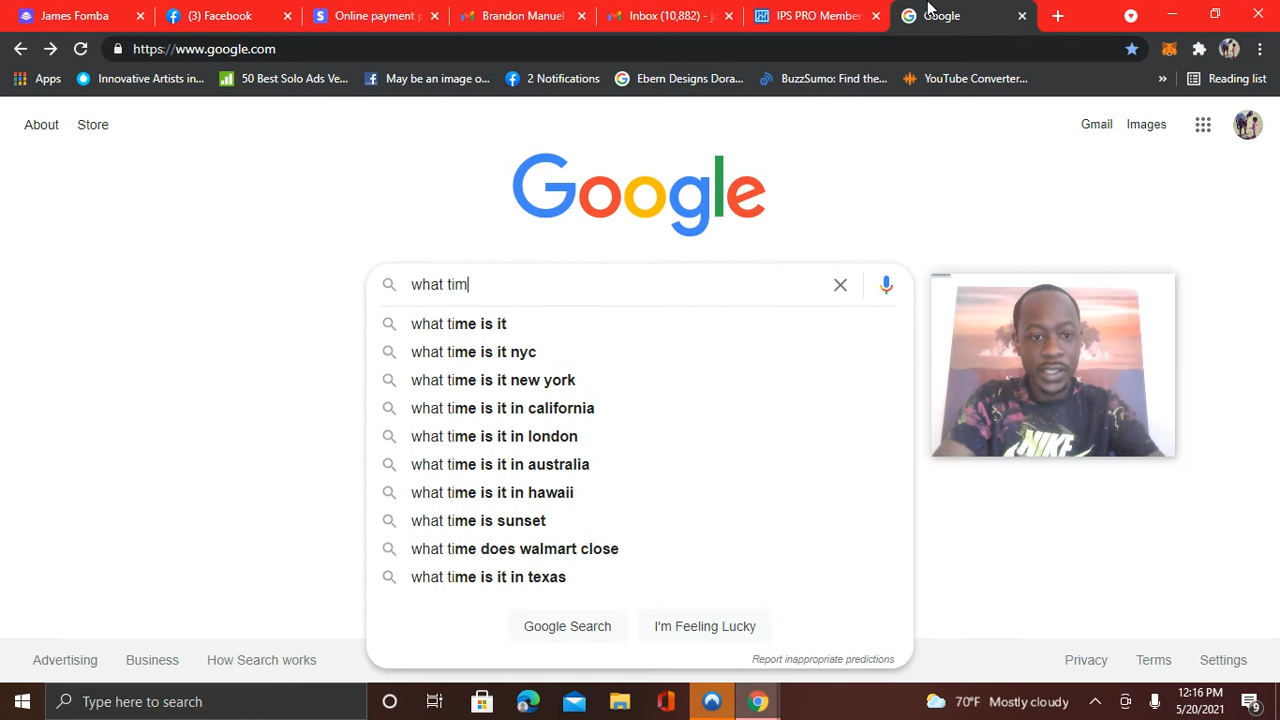 James Fomba
(3) Facebook
Online payment p
Brandon Manuel
Inbox (10,882) - ja
IPS PRO Member
Google
https://www.google.com
Apps
Innovative Artists in...
50 Best Solo Ads Ve...
May be an image o...
2 Notifications
Ebern Designs Dora...
BuzzSumo: Find the...
YouTube Converter...
»
Reading list
About
Store
Gmail
Images
Google
what tim
what time is it
what time is it nyc
what time is it new york
what time is it in california
what time is it in london
what time is it in australia
what time is it in hawaii
what time is sunset
what time does walmart close
what time is it in texas
Google Search
I'm Feeling Lucky
Report inappropriate predictions
NIKE
Advertising
Business
How Search works
Privacy
Terms
Settings
Type here to search
70°F Mostly cloudy
12:16 PM
5/20/2021
9